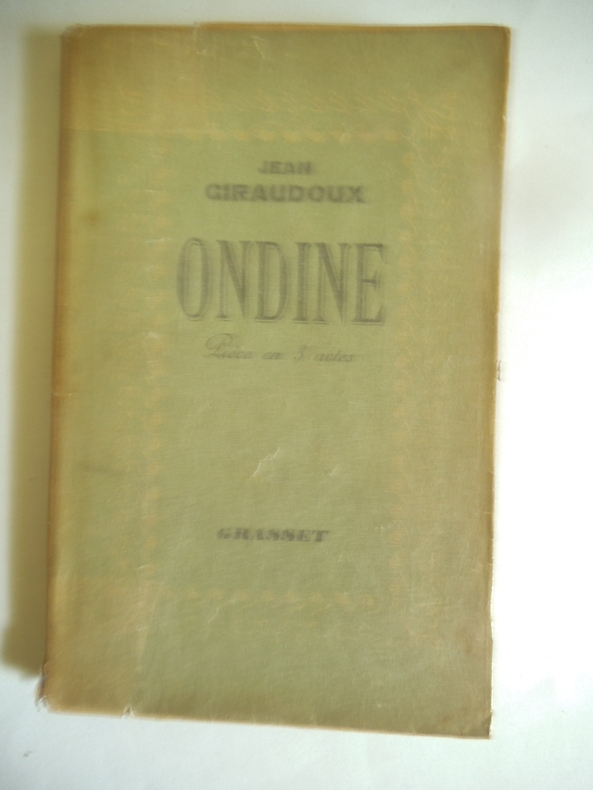 JEAN
GIRAUDOUX
ONDINE
Pièce en 3 actes
GRASSET